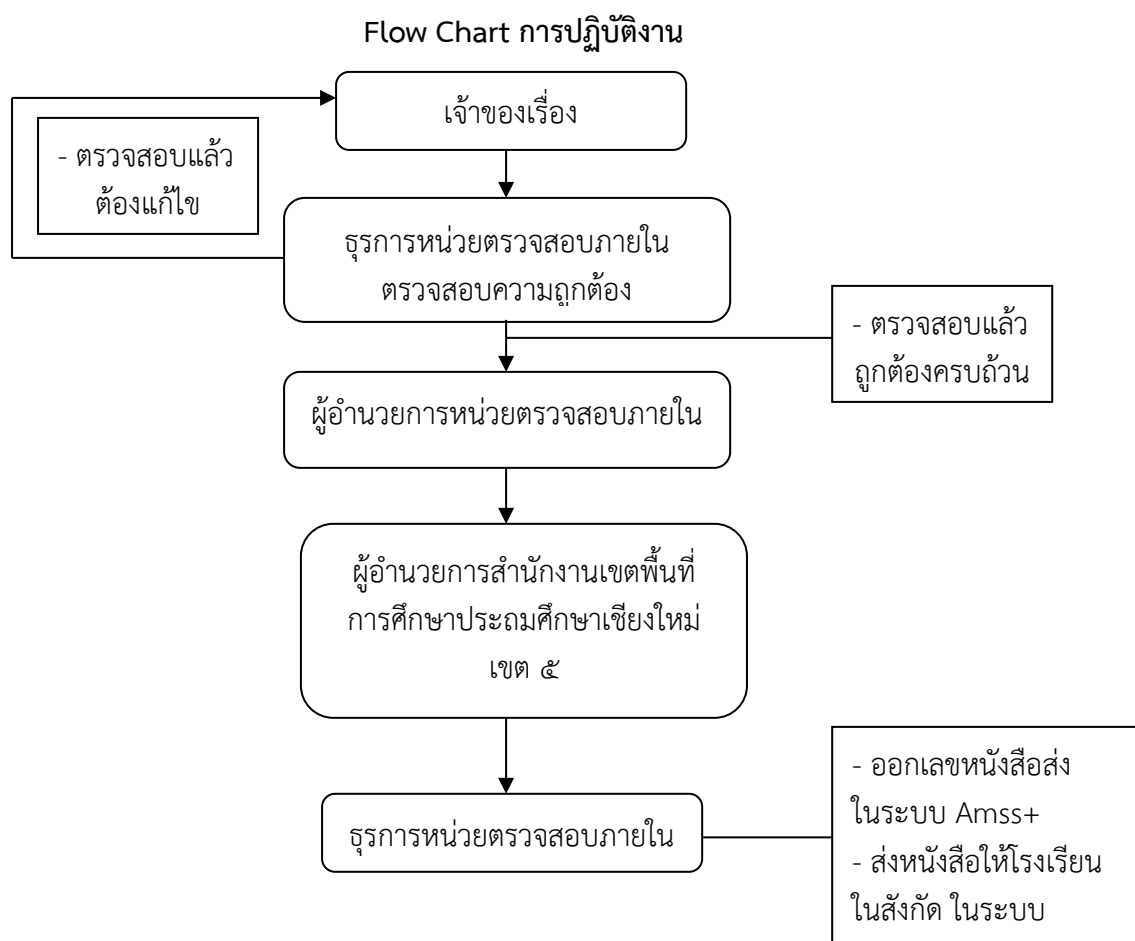 Flow Chart การปฏิบัติงาน
เจ้าของเรื่อง
- ตรวจสอบแล้ว
ต้องแก้ไข
ธุรการหน่วยตรวจสอบภายใน
ตรวจสอบความถูกต้อง
- ตรวจสอบแล้ว
ถูกต้องครบถ้วน
ผู้อำนวยการหน่วยตรวจสอบภายใน
ผู้อำนวยการสำนักงานเขตพื้นที่
การศึกษาประถมศึกษาเชียงใหม่
เขต ๕
ธุรการหน่วยตรวจสอบภายใน
- ออกเลขหนังสือส่ง
ในระบบ Amss+
- ส่งหนังสือให้โรงเรียน
ในสังกัด ในระบบ